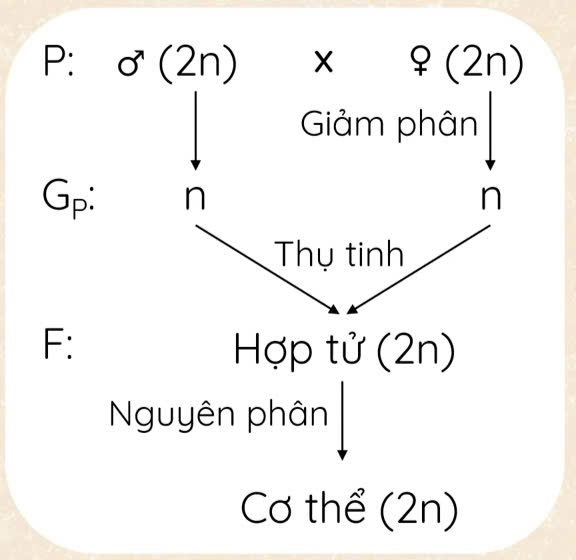 P: ♂ (2n) x ♀ (2n)
Giảm phân
Gₚ: n n
Thụ tinh
F: Hợp tử (2n)
Nguyên phân
Cơ thể (2n)